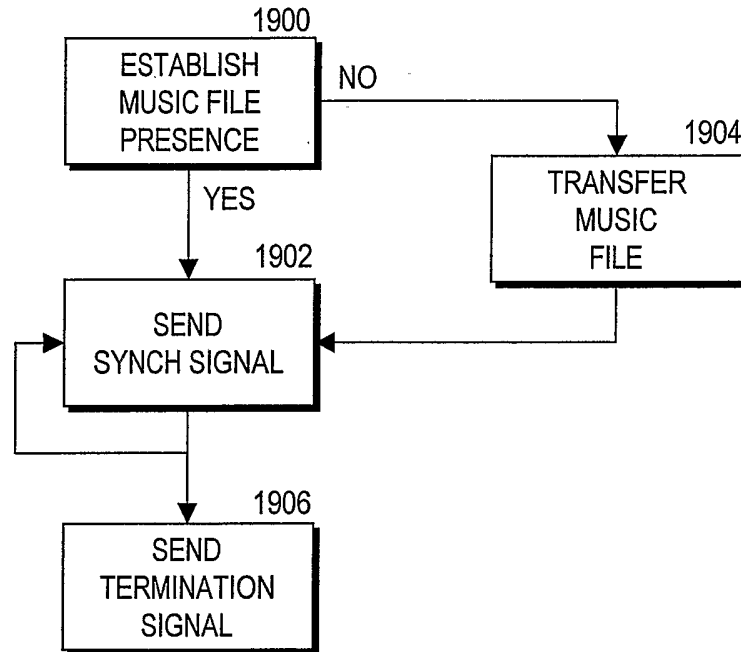 1900
ESTABLISH
MUSIC FILE
PRESENCE
NO
1904
TRANSFER
MUSIC
FILE
YES
1902
SEND
SYNCH SIGNAL
1906
SEND
TERMINATION
SIGNAL